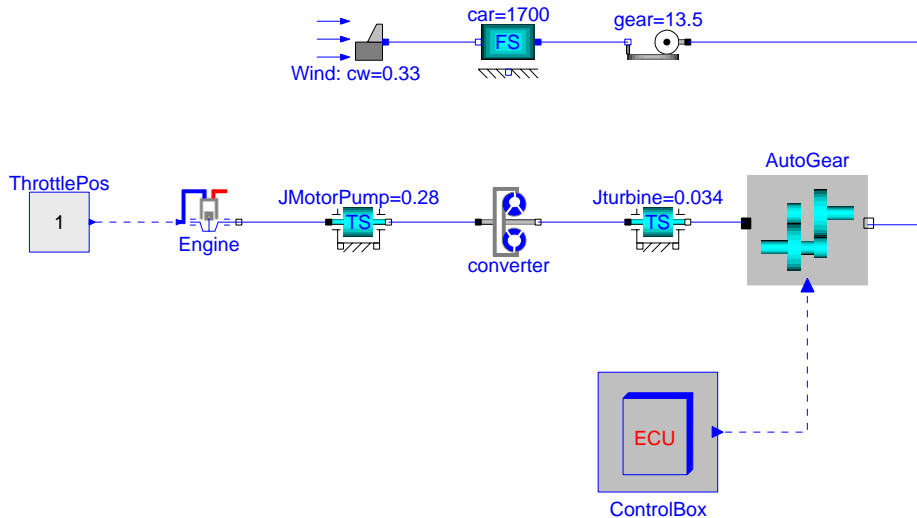 car=1700
gear=13.5
FS
Wind: cw=0.33
AutoGear
ThrottlePos
JMotorPump=0.28
Jturbine=0.034
1
TS
TS
Engine
converter
ECU
ControlBox